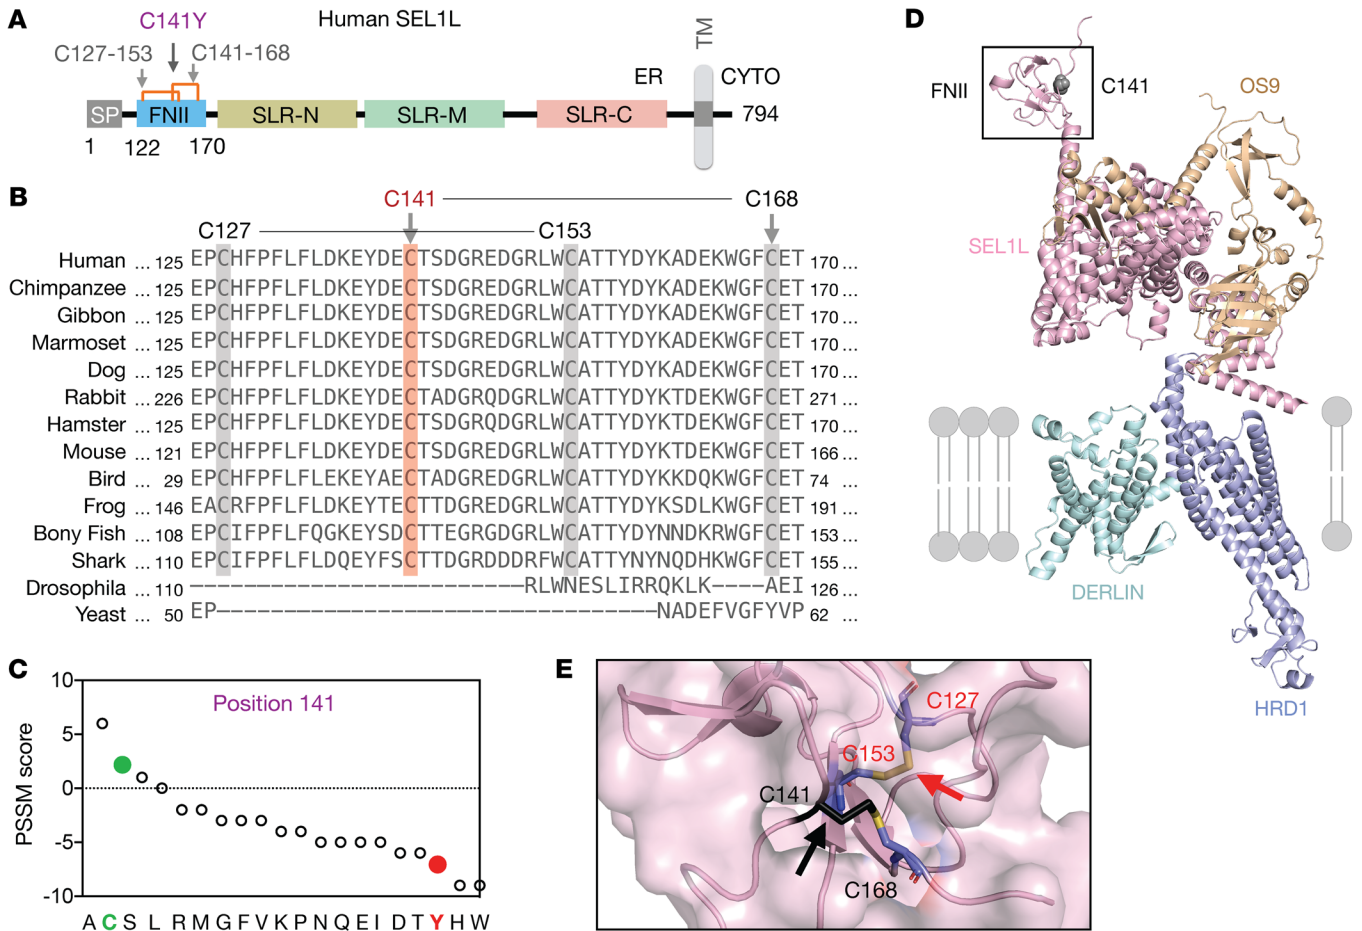 A
Human SEL1L
C141Y
C127-153
C141-168
ER
CYTO
TM
SP
FNII
SLR-N
SLR-M
SLR-C
794
1
122
170
B
C141
C168
C127
C153
Human ... 125 EPCHFPFLFLDKEYDECTSDGREDGRLWCATTYDYKADEKWGFCET 170 ...
Chimpanzee ... 125 EPCHFPFLFLDKEYDECTSDGREDGRLWCATTYDYKADEKWGFCET 170 ...
Gibbon ... 125 EPCHFPFLFLDKEYDECTSDGREDGRLWCATTYDYKADEKWGFCET 170 ...
Marmoset ... 125 EPCHFPFLFLDKEYDECTSDGREDGRLWCATTYDYKADEKWGFCET 170 ...
Dog ... 125 EPCHFPFLFLDKEYDECTSDGREDGRLWCATTYDYKADEKWGFCET 170 ...
Rabbit ... 226 EPCHFPFLFLDKEYDECTADGRQDGRLWCATTYDYKTDEKWGFCET 271 ...
Hamster ... 125 EPCHFPFLFLDKEYDECTSDGRQDGRLWCATTYDYKTDEKWGFCET 170 ...
Mouse ... 121 EPCHFPFLFLDKEYDECTSDGREDGRLWCATTYDYKTDEKWGFCET 166 ...
Bird ... 29 EPCHFPFLFLEKEYAECTADGREDGRLWCATTYDYKKDQKWGFCET 74 ...
Frog ... 146 EACRFPFLFLDKEYTECTTDGREDGRLWCATTYDYKSDLKWGFCET 191 ...
Bony Fish ... 108 EPCIFPFLFQGKEYSDCTTEGRGDGRLWCATTYDYNNDKRWGFCET 153 ...
Shark ... 110 EPCIFPFLFLDQEYFSCTTDGRDDDRFWCATTYNYNQDHKWGFCET 155 ...
Drosophila ... 110 —————————————————————————RLWNESLIRRQKLK————AEI 126 ...
Yeast ... 50 EP—————————————————————————————————NADEFVGFYVP 62 ...
C
Position 141
PSSM score
10
5
0
-5
-10
A C S L R M G F V K P N Q E I D T Y H W
D
FNII
C141
OS9
SEL1L
DERLIN
HRD1
E
C127
C153
C141
C168